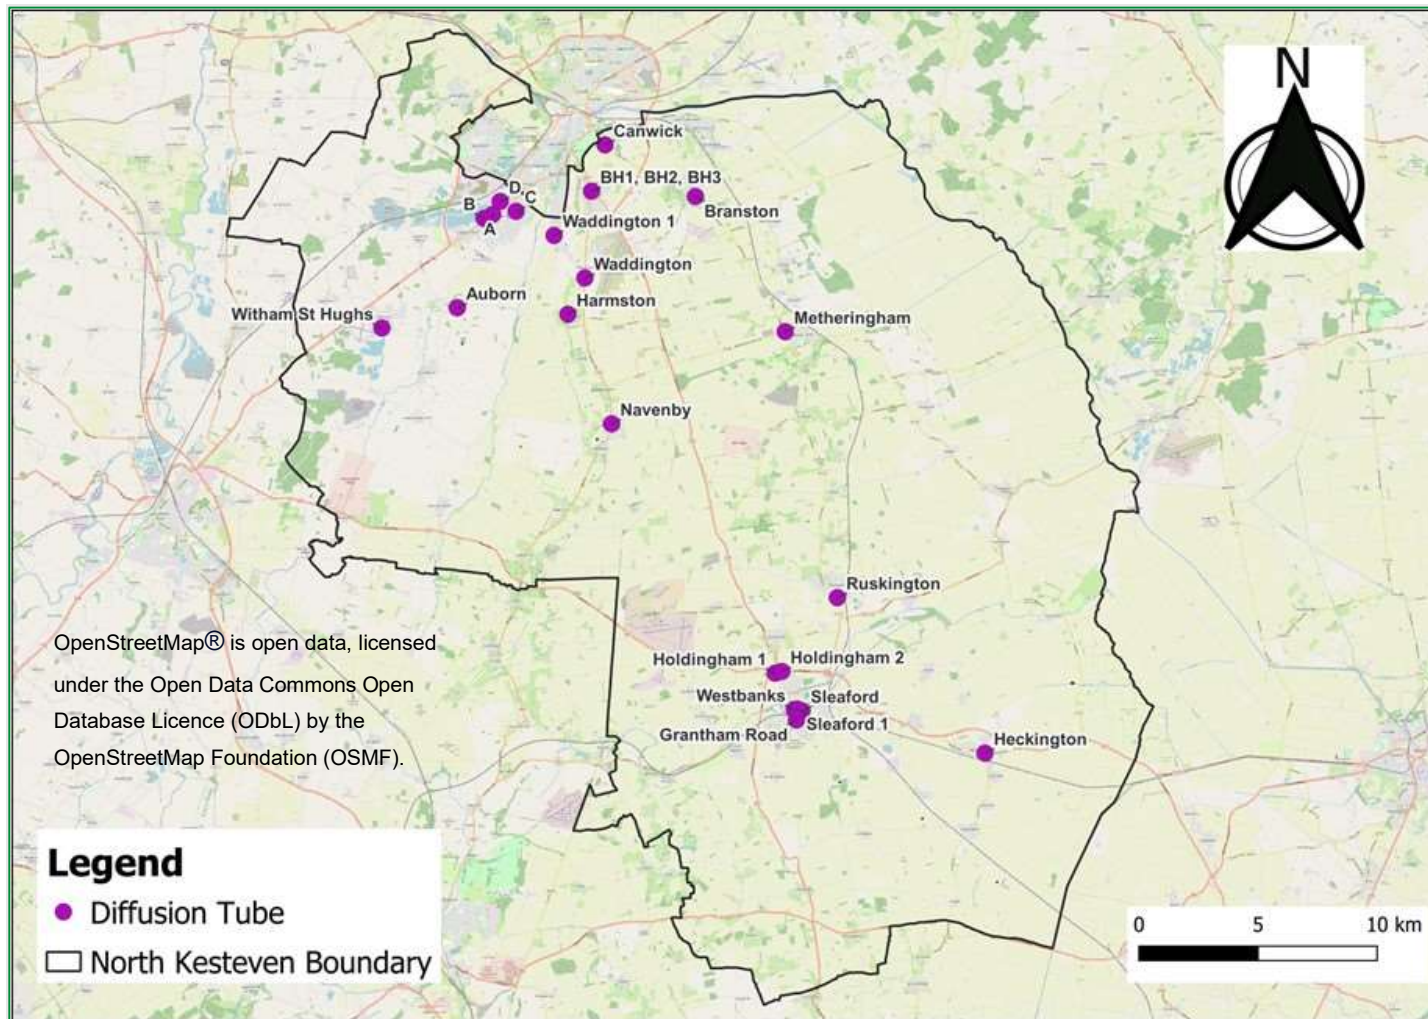 N
Canwick
BH1, BH2, BH3
D
B
C
Branston
A
Waddington 1
Waddington
Auborn
Harmston
Witham St Hughs
Metheringham
Navenby
Ruskington
OpenStreetMap® is open data, licensed
under the Open Data Commons Open
Database Licence (ODbL) by the
OpenStreetMap Foundation (OSMF).
Holdingham 1
Holdingham 2
Westbanks
Sleaford
Sleaford 1
Grantham Road
Heckington
Legend
Diffusion Tube
North Kesteven Boundary
0 5 10 km